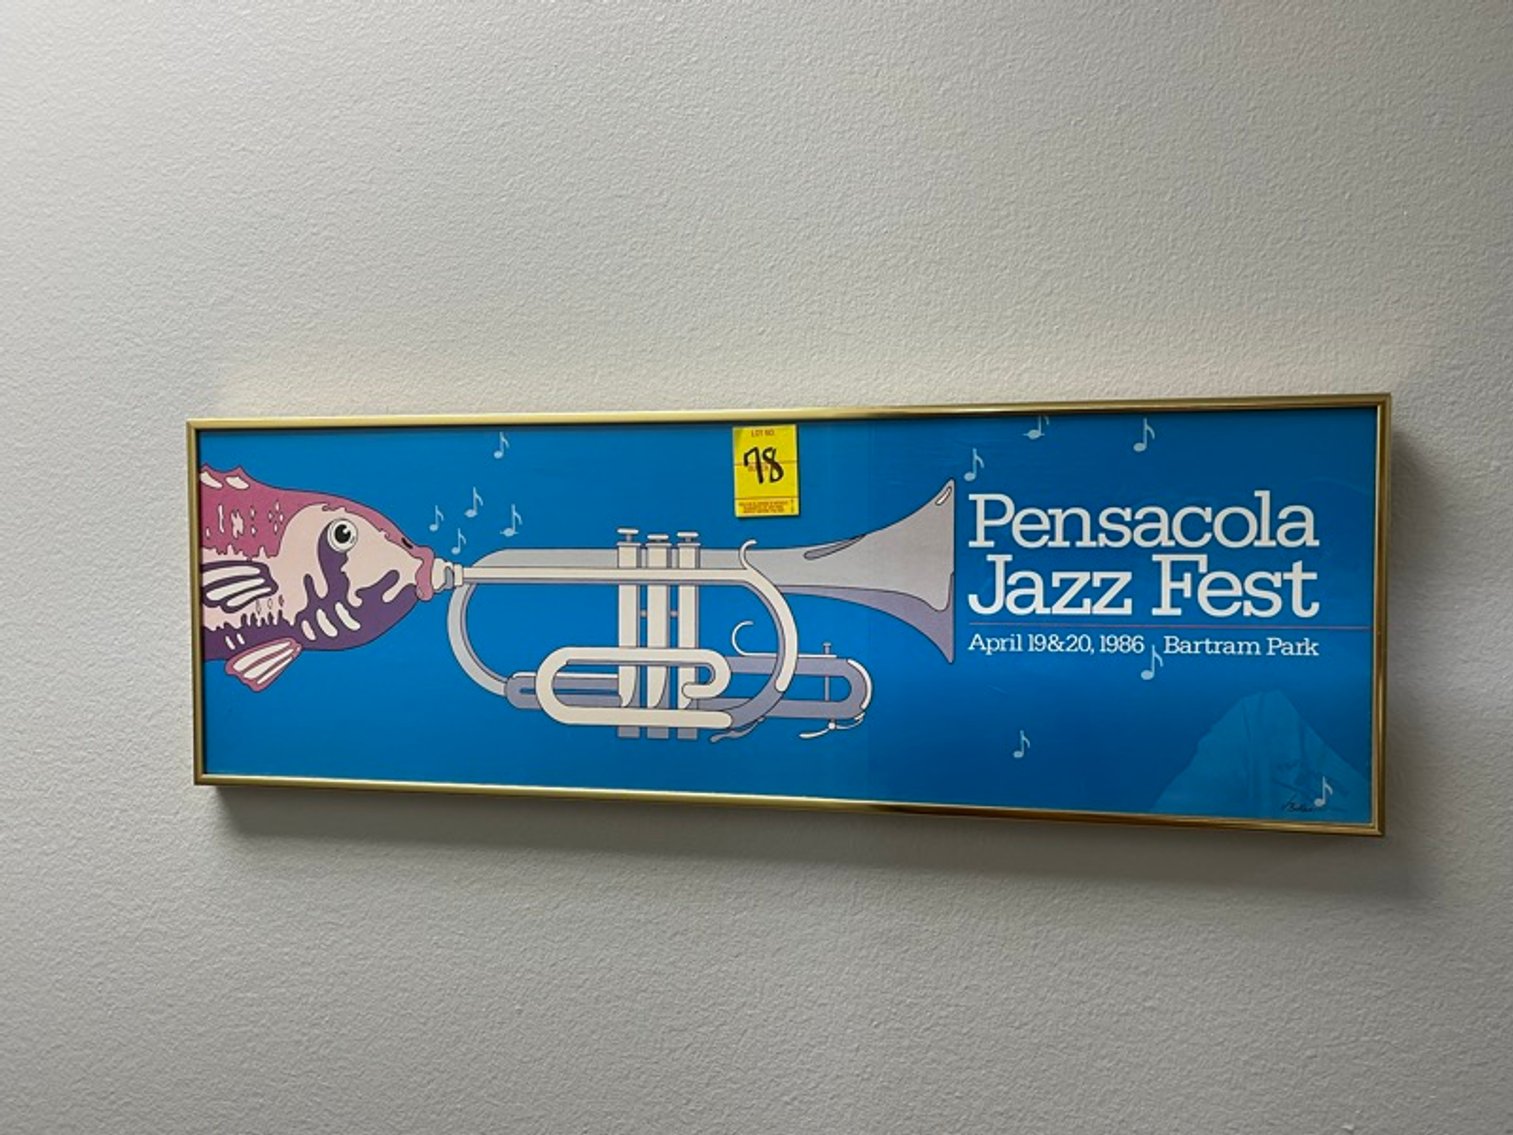 LOT NO.
78
Pensacola
Jazz Fest
April 19&20, 1986 Bartram Park